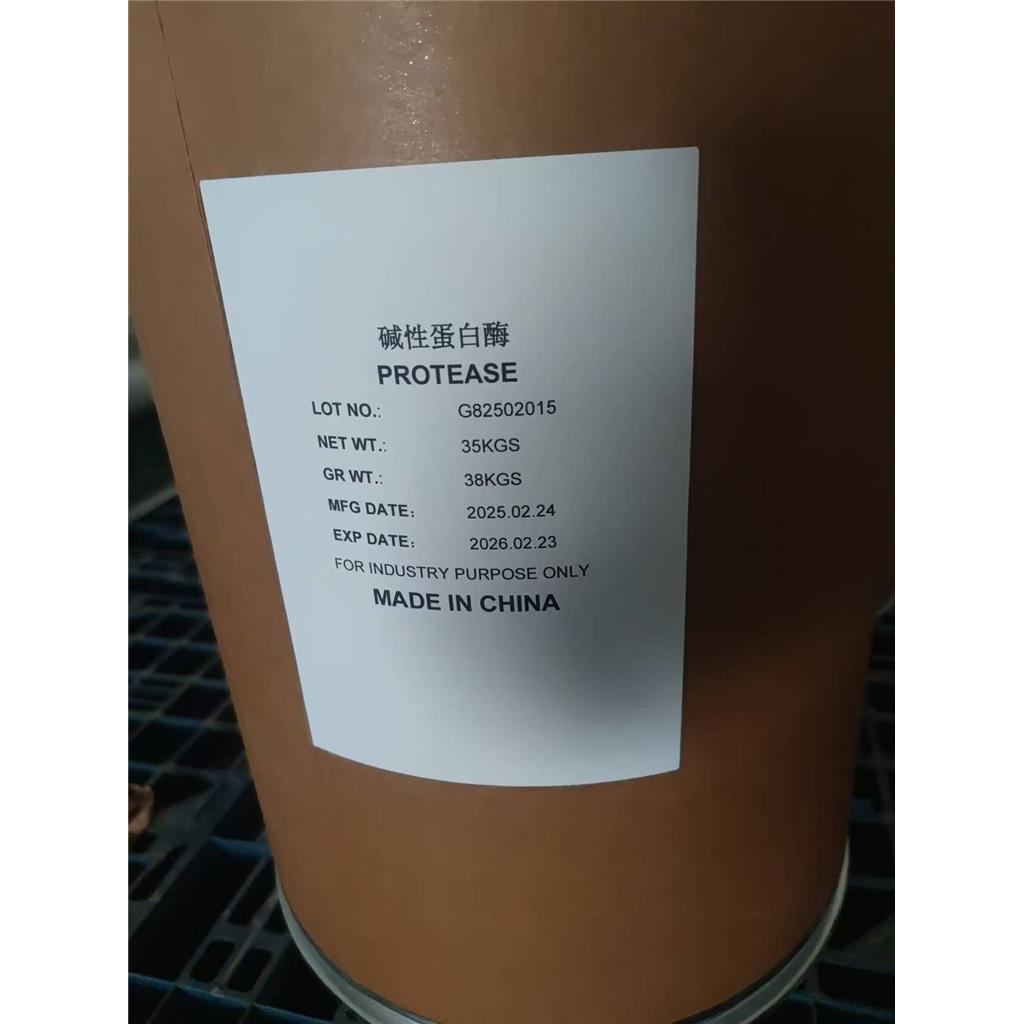 碱性蛋白酶
PROTEASE
LOT NO.: G82502015
NET WT.: 35KGS
GR WT.: 38KGS
MFG DATE： 2025.02.24
EXP DATE： 2026.02.23
FOR INDUSTRY PURPOSE ONLY
MADE IN CHINA